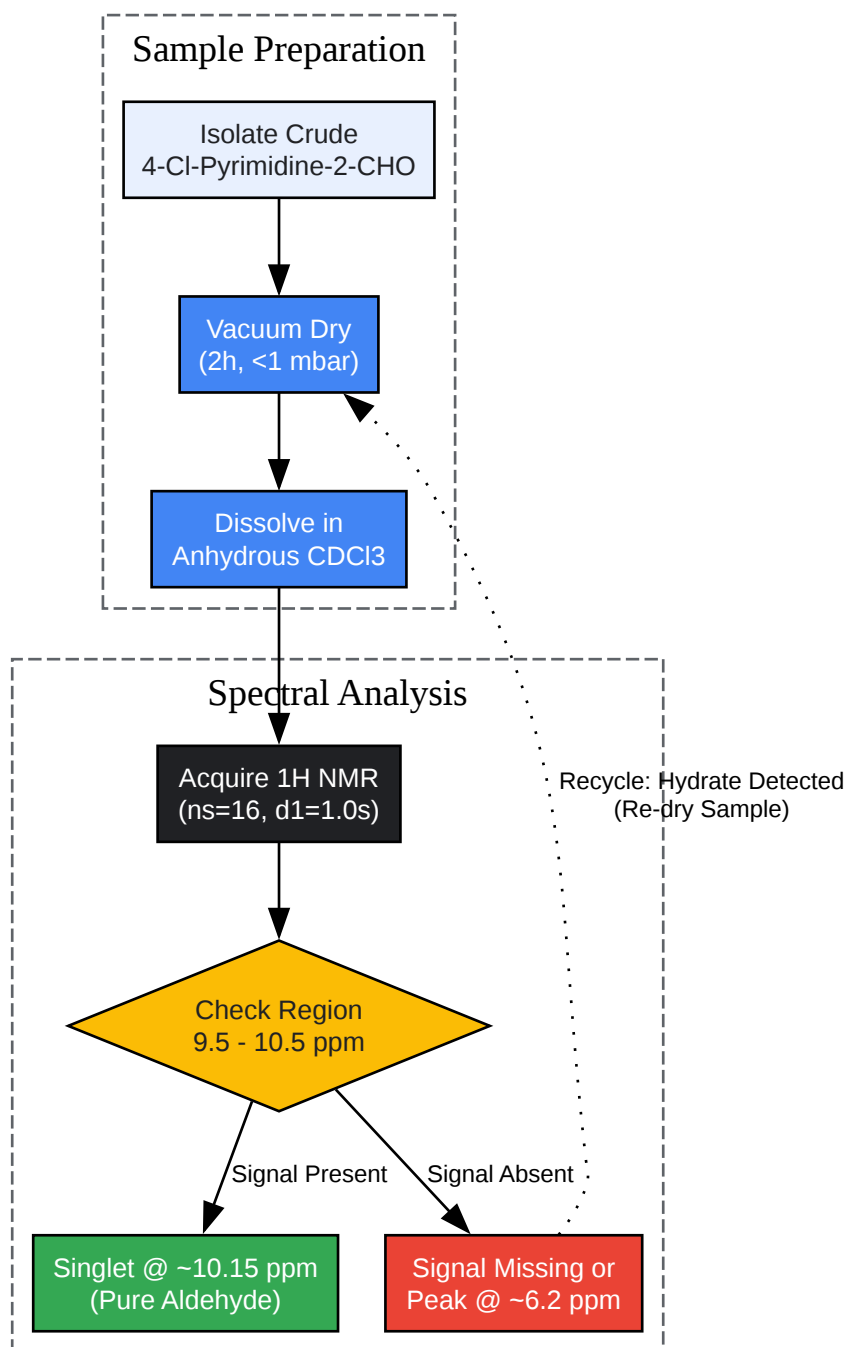 Sample Preparation
Isolate Crude
4-Cl-Pyrimidine-2-CHO
Vacuum Dry
(2h, <1 mbar)
Dissolve in
Anhydrous CDCl3
Spectral Analysis
Acquire 1H NMR
(ns=16, d1=1.0s)
Recycle: Hydrate Detected
(Re-dry Sample)
Check Region
9.5 - 10.5 ppm
Signal Present
Signal Absent
Singlet @ ~10.15 ppm
(Pure Aldehyde)
Signal Missing or
Peak @ ~6.2 ppm